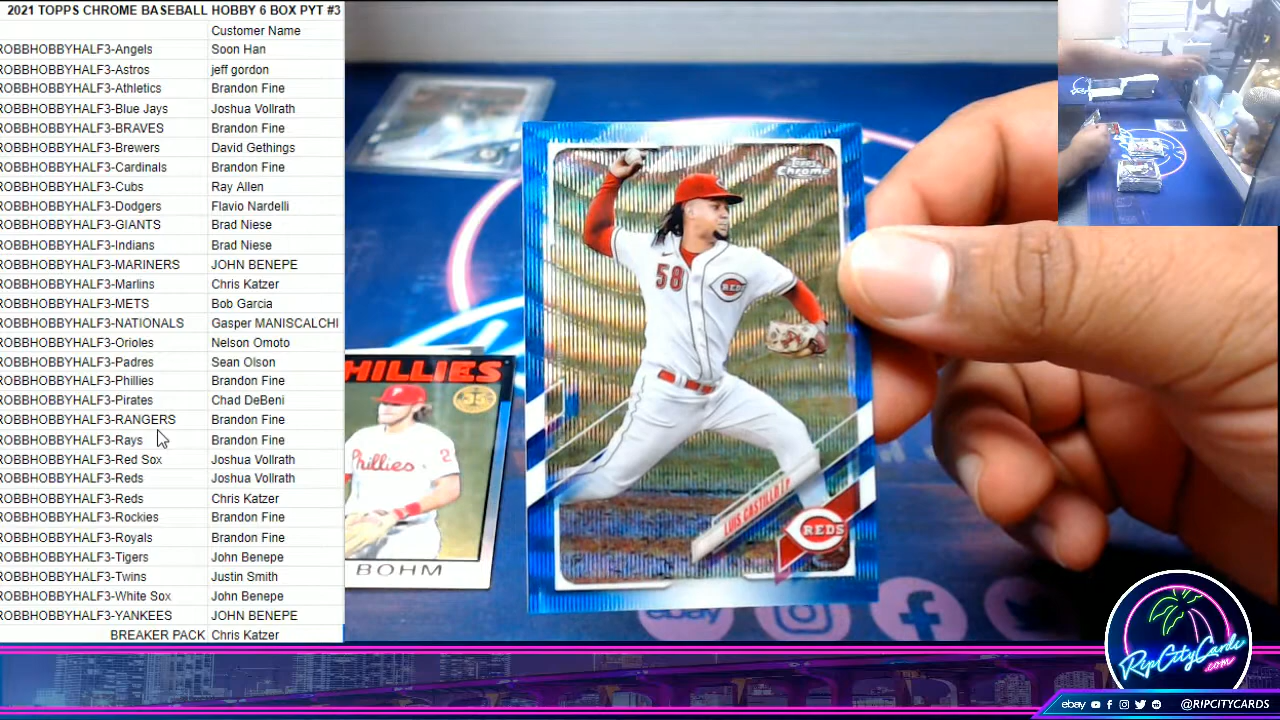 2021 TOPPS CHROME BASEBALL HOBBY 6 BOX PYT #3
Customer Name
ROBBHOBBYHALF3-Angels Soon Han
ROBBHOBBYHALF3-Astros jeff gordon
ROBBHOBBYHALF3-Athletics Brandon Fine
ROBBHOBBYHALF3-Blue Jays Joshua Vollrath
ROBBHOBBYHALF3-BRAVES Brandon Fine
ROBBHOBBYHALF3-Brewers David Gethings
ROBBHOBBYHALF3-Cardinals Brandon Fine
ROBBHOBBYHALF3-Cubs Ray Allen
ROBBHOBBYHALF3-Dodgers Flavio Nardelli
ROBBHOBBYHALF3-GIANTS Brad Niese
ROBBHOBBYHALF3-Indians Brad Niese
ROBBHOBBYHALF3-MARINERS JOHN BENEPE
ROBBHOBBYHALF3-Marlins Chris Katzer
ROBBHOBBYHALF3-METS Bob Garcia
ROBBHOBBYHALF3-NATIONALS Gasper MANISCALCHI
ROBBHOBBYHALF3-Orioles Nelson Omoto
ROBBHOBBYHALF3-Padres Sean Olson
ROBBHOBBYHALF3-Phillies Brandon Fine
ROBBHOBBYHALF3-Pirates Chad DeBeni
ROBBHOBBYHALF3-RANGERS Brandon Fine
ROBBHOBBYHALF3-Rays Brandon Fine
ROBBHOBBYHALF3-Red Sox Joshua Vollrath
ROBBHOBBYHALF3-Reds Joshua Vollrath
ROBBHOBBYHALF3-Reds Chris Katzer
ROBBHOBBYHALF3-Rockies Brandon Fine
ROBBHOBBYHALF3-Royals Brandon Fine
ROBBHOBBYHALF3-Tigers John Benepe
ROBBHOBBYHALF3-Twins Justin Smith
ROBBHOBBYHALF3-White Sox John Benepe
ROBBHOBBYHALF3-YANKEES JOHN BENEPE
BREAKER PACK Chris Katzer
HILLIES
35
Phillies
2
BOHM
Topps
Chrome
58
REDS
LUIS CASTILLO P
REDS
ebay
RipCityCards
.com
ebay @RIPCITYCARDS